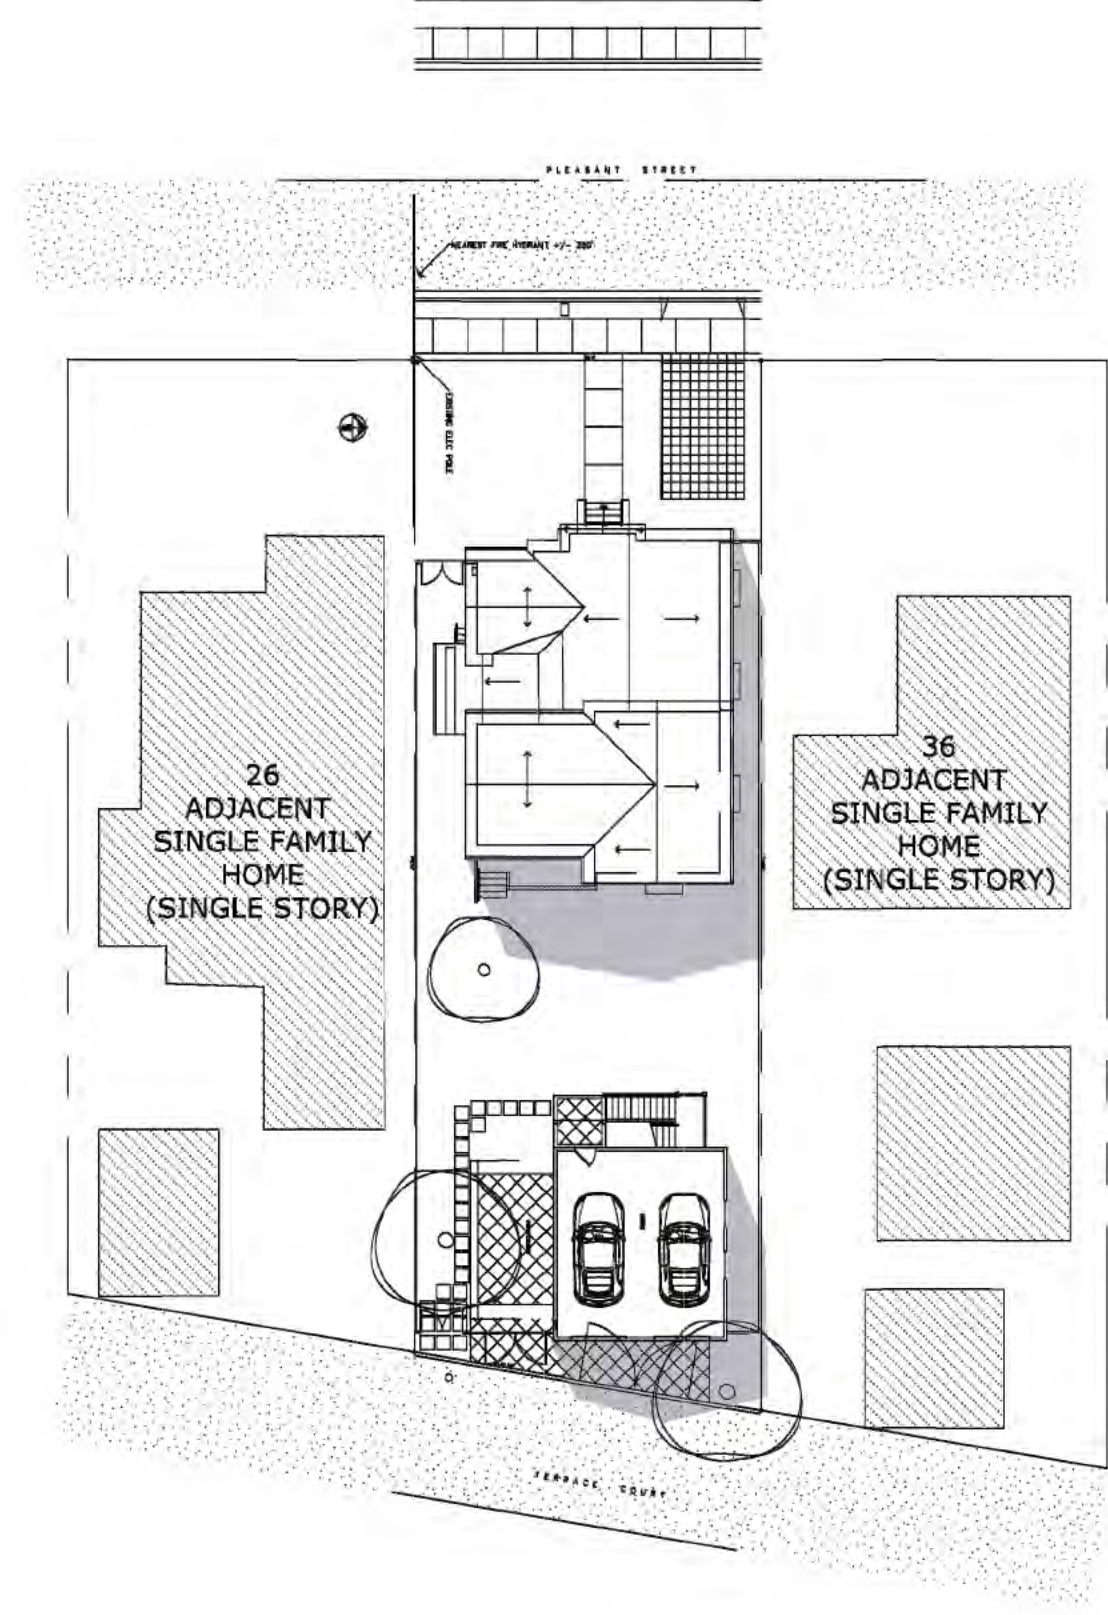 PLEASANT STREET
NEAREST FIRE HYDRANT +/-
EXISTING ELEC POLE
26
ADJACENT
SINGLE FAMILY
HOME
(SINGLE STORY)
36
ADJACENT
SINGLE FAMILY
HOME
(SINGLE STORY)
TERRACE COURT